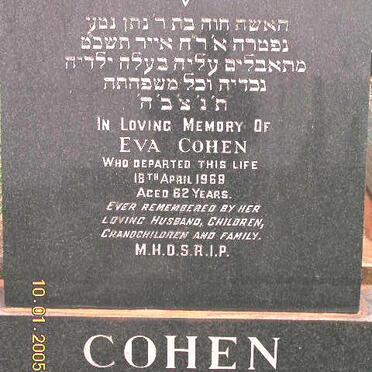 האשה חוה בת ר׳ נתן נטע׳
נפטרה א׳ ר״ח אייר תשכט
מתאבלים עליה בעלה ילדיה
נכדיה וכל משפחתה
ת׳נ׳צ׳ב׳ה׳
IN LOVING MEMORY OF
EVA COHEN
WHO DEPARTED THIS LIFE
18TH APRIL 1969
AGED 62 YEARS.
EVER REMEMBERED BY HER
LOVING HUSBAND, CHILDREN,
GRANDCHILDREN AND FAMILY.
M.H.D.S.R.I.P.
COHEN
10.01.2005